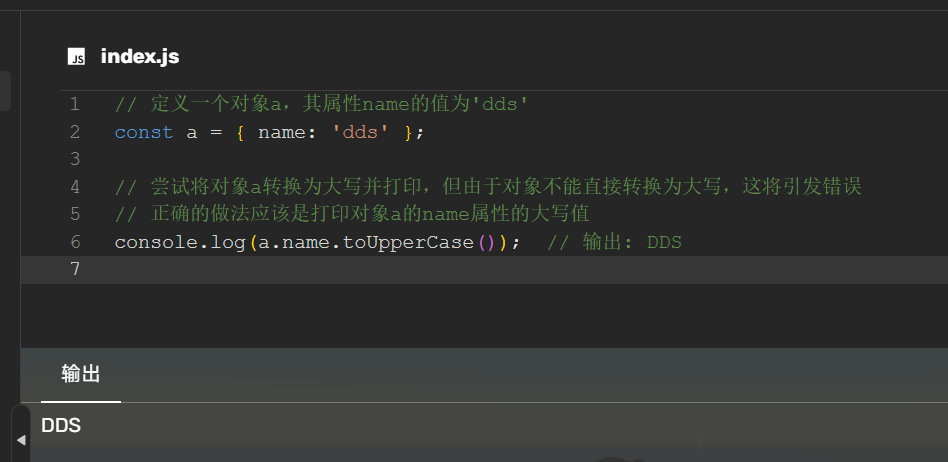 JS index.js
1 // 定义一个对象a，其属性name的值为'dds'
2 const a = { name: 'dds' };
3
4 // 尝试将对象a转换为大写并打印，但由于对象不能直接转换为大写，这将引发错误
5 // 正确的做法应该是打印对象a的name属性的大写值
6 console.log(a.name.toUpperCase());  // 输出: DDS
7
输出
DDS